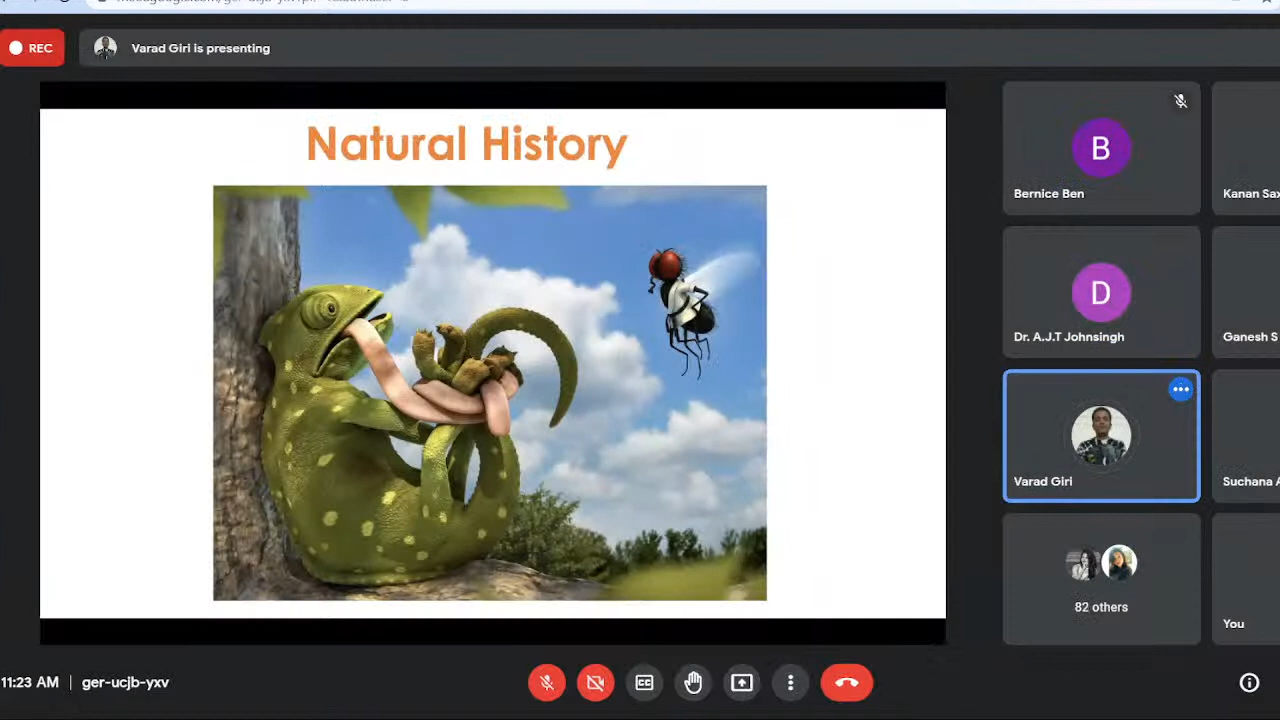 REC
Varad Giri is presenting
Natural History
B
Bernice Ben
Kanan Sax
D
Dr. A.J.T Johnsingh
Ganesh S
Varad Giri
Suchana A
82 others
You
11:23 AM | ger-ucjb-yxv
CC